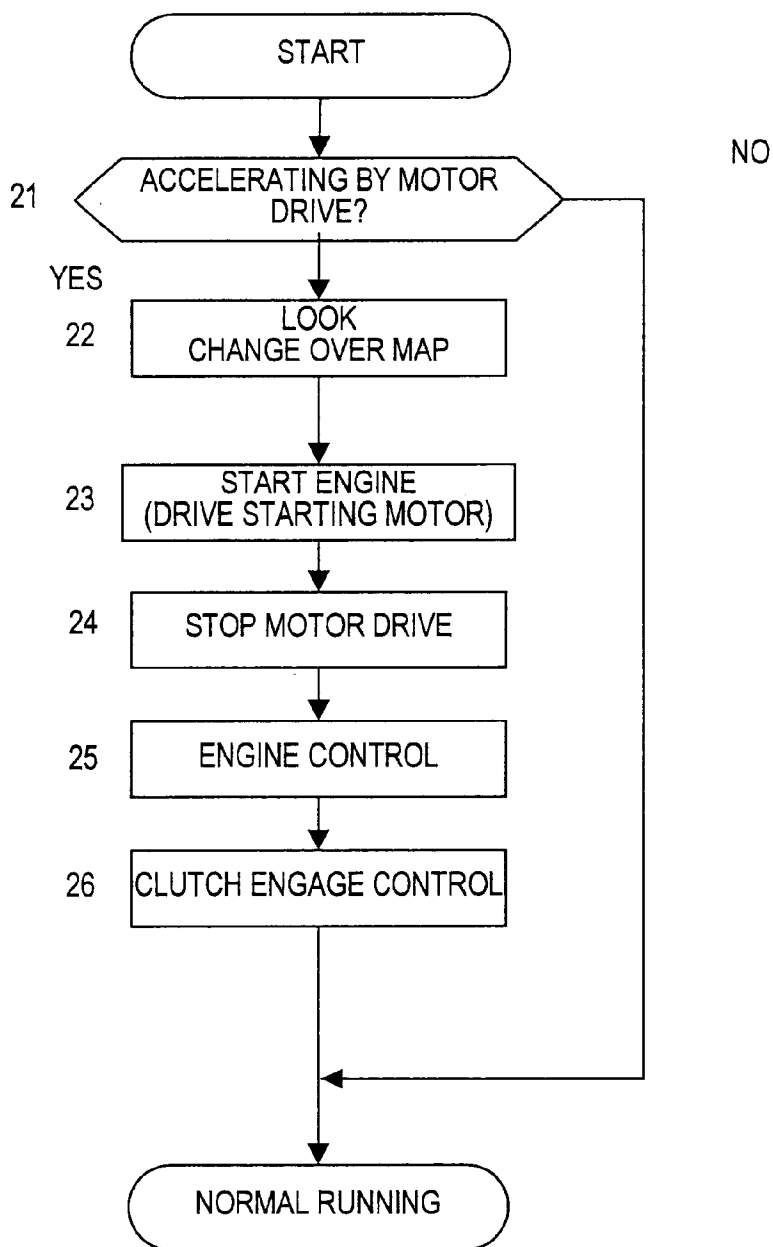 START
NO
21
ACCELERATING BY MOTOR
DRIVE?
YES
22
LOOK
CHANGE OVER MAP
23
START ENGINE
(DRIVE STARTING MOTOR)
24
STOP MOTOR DRIVE
25
ENGINE CONTROL
26
CLUTCH ENGAGE CONTROL
NORMAL RUNNING